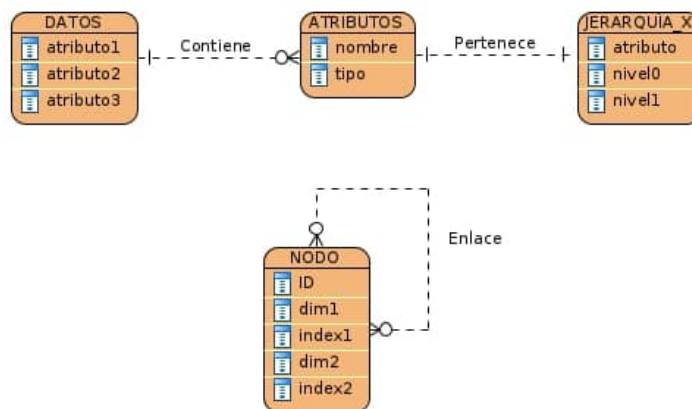 DATOS
atributo1
atributo2
atributo3
Contiene
ATRIBUTOS
nombre
tipo
Pertenece
JERARQUIA_X
atributo
nivel0
nivel1
Enlace
NODO
ID
dim1
index1
dim2
index2